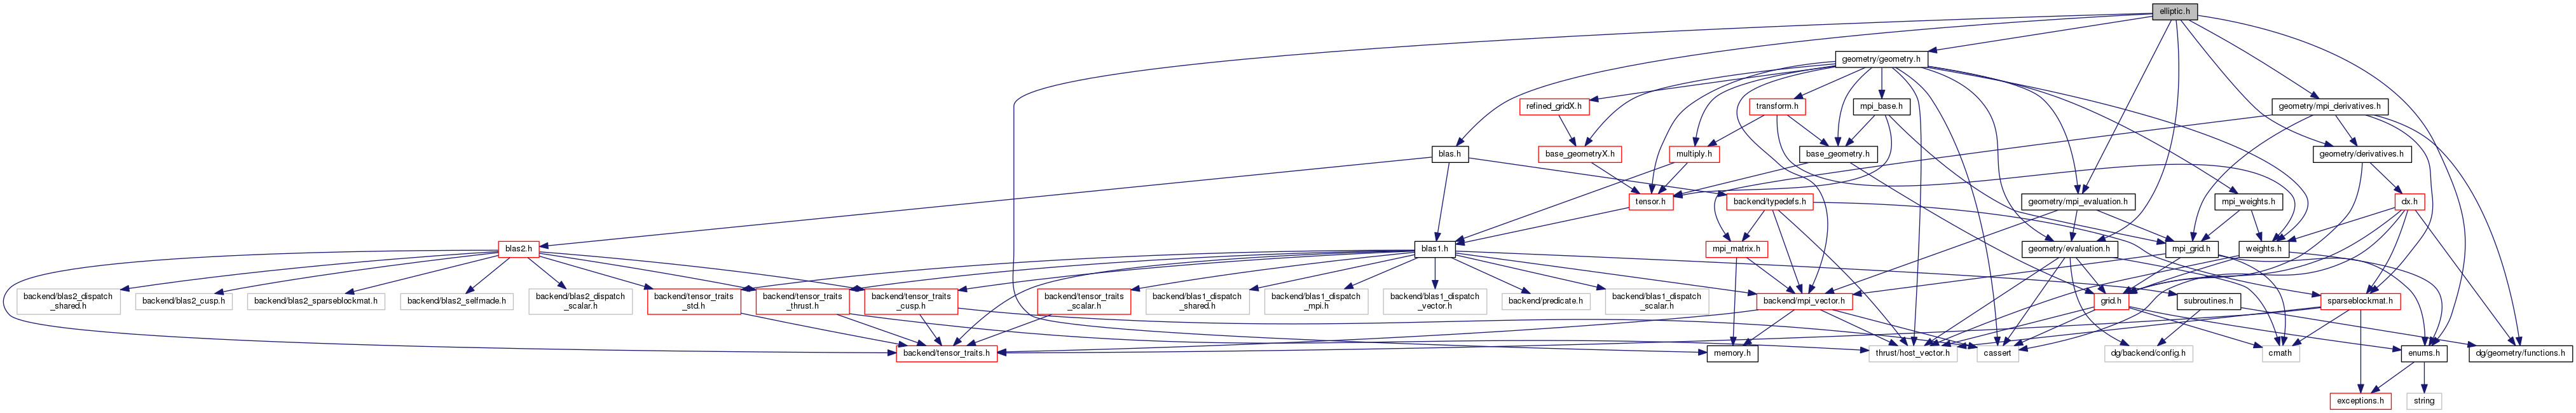 elliptic.h
geometry/geometry.h
refined_gridX.h
transform.h
mpi_base.h
geometry/mpi_derivatives.h
blas.h
base_geometryX.h
multiply.h
base_geometry.h
geometry/derivatives.h
tensor.h
backend/typedefs.h
geometry/mpi_evaluation.h
mpi_weights.h
dx.h
blas2.h
blas1.h
mpi_matrix.h
geometry/evaluation.h
mpi_grid.h
weights.h
backend/blas2_dispatch
_shared.h
backend/blas2_cusp.h
backend/blas2_sparseblockmat.h
backend/blas2_selfmade.h
backend/blas2_dispatch
_scalar.h
backend/tensor_traits
_std.h
backend/tensor_traits
_thrust.h
backend/tensor_traits
_cusp.h
backend/tensor_traits
_scalar.h
backend/blas1_dispatch
_shared.h
backend/blas1_dispatch
_mpi.h
backend/blas1_dispatch
_vector.h
backend/predicate.h
backend/blas1_dispatch
_scalar.h
backend/mpi_vector.h
grid.h
subroutines.h
sparseblockmat.h
backend/tensor_traits.h
memory.h
thrust/host_vector.h
cassert
dg/backend/config.h
cmath
enums.h
dg/geometry/functions.h
exceptions.h
string